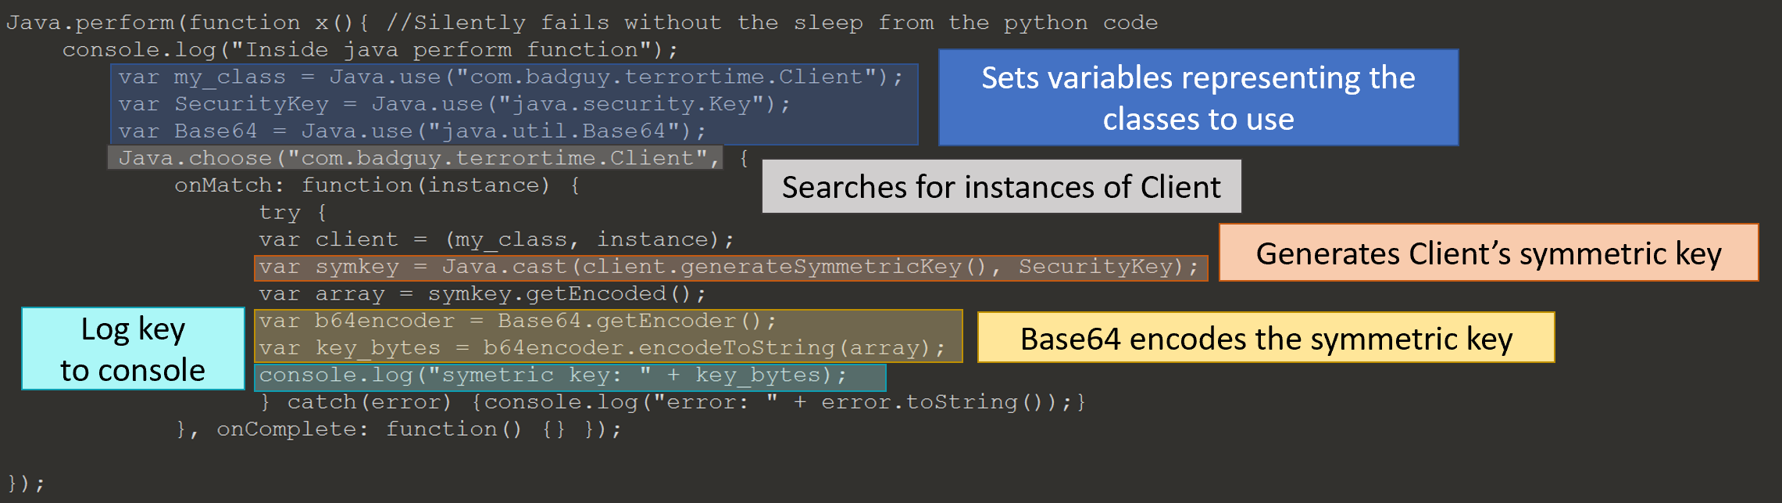 Java.perform(function x(){ //Silently fails without the sleep from the python code
console.log("Inside java perform function");
var my_class = Java.use("com.badguy.terrortime.Client");
var SecurityKey = Java.use("java.security.Key");
var Base64 = Java.use("java.util.Base64");
Sets variables representing the
classes to use
Java.choose("com.badguy.terrortime.Client", {
onMatch: function(instance) {
Searches for instances of Client
try {
var client = (my_class, instance);
var symkey = Java.cast(client.generateSymmetricKey(), SecurityKey);
Generates Client’s symmetric key
var array = symkey.getEncoded();
var b64encoder = Base64.getEncoder();
var key_bytes = b64encoder.encodeToString(array);
Base64 encodes the symmetric key
Log key
to console
console.log("symetric key: " + key_bytes);
} catch(error) {console.log("error: " + error.toString());}
}, onComplete: function() {} });
});